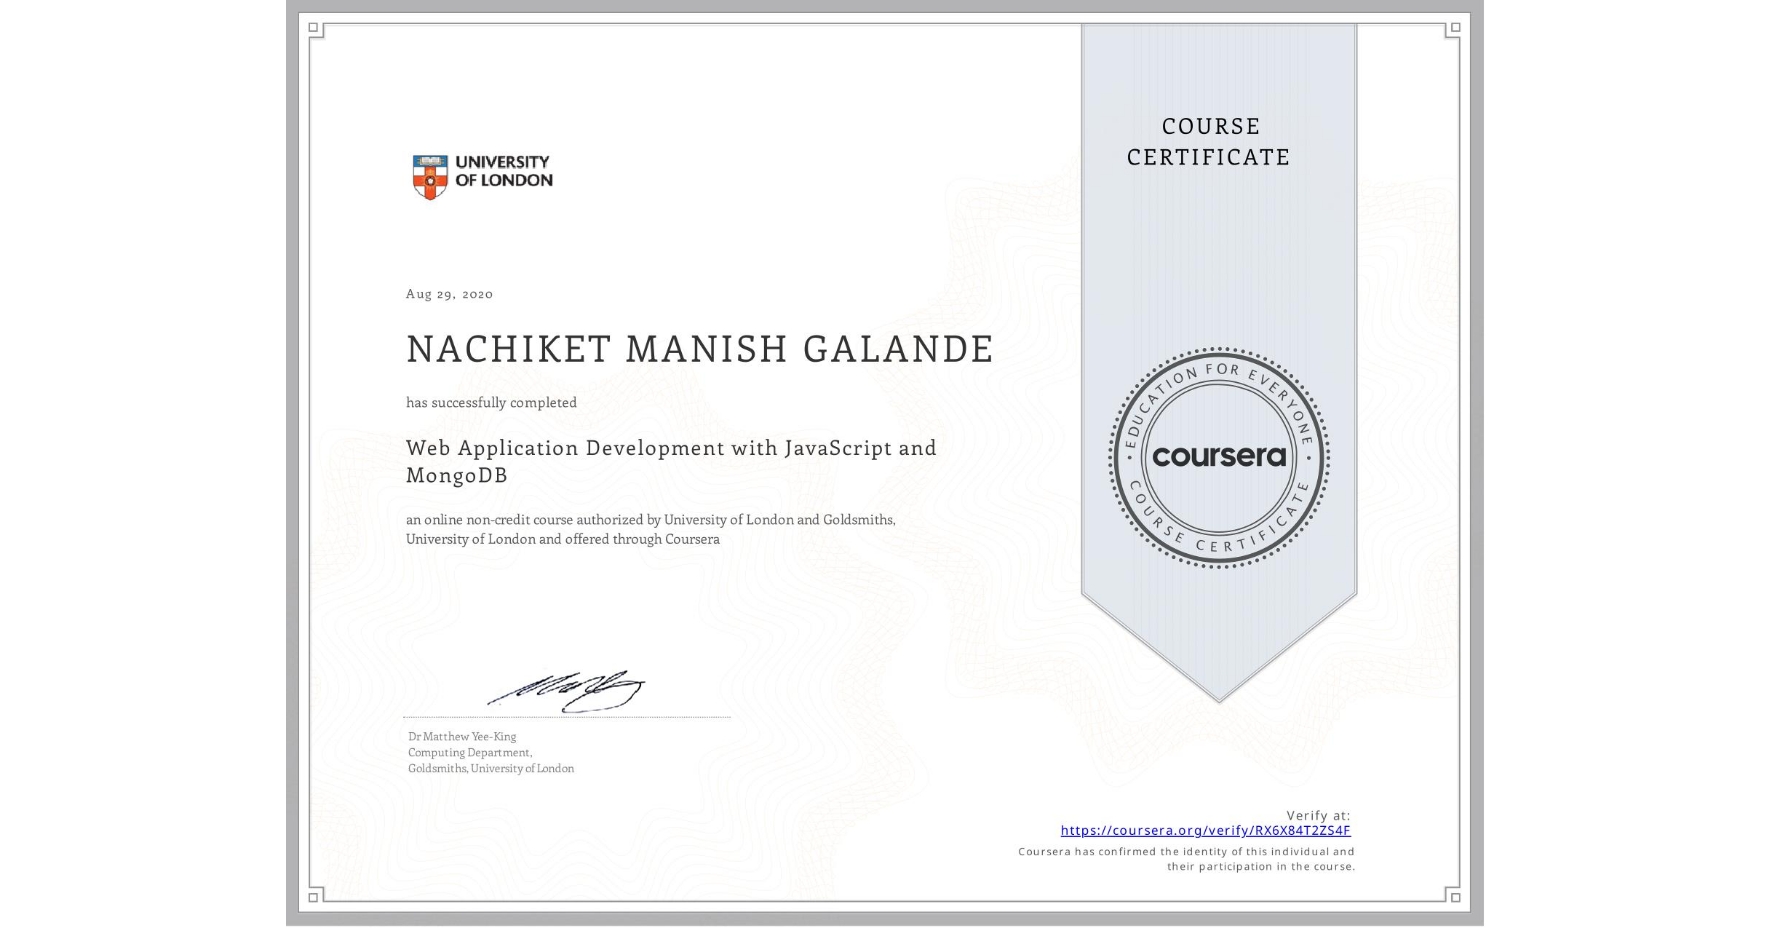 UNIVERSITY
OF LONDON
COURSE
CERTIFICATE
Aug 29, 2020
NACHIKET MANISH GALANDE
has successfully completed
Web Application Development with JavaScript and
MongoDB
an online non-credit course authorized by University of London and Goldsmiths,
University of London and offered through Coursera
EDUCATION FOR EVERYONE
coursera
COURSE CERTIFICATE
Dr Matthew Yee-King
Computing Department,
Goldsmiths, University of London
Verify at:
https://coursera.org/verify/RX6X84T2ZS4F
Coursera has confirmed the identity of this individual and
their participation in the course.